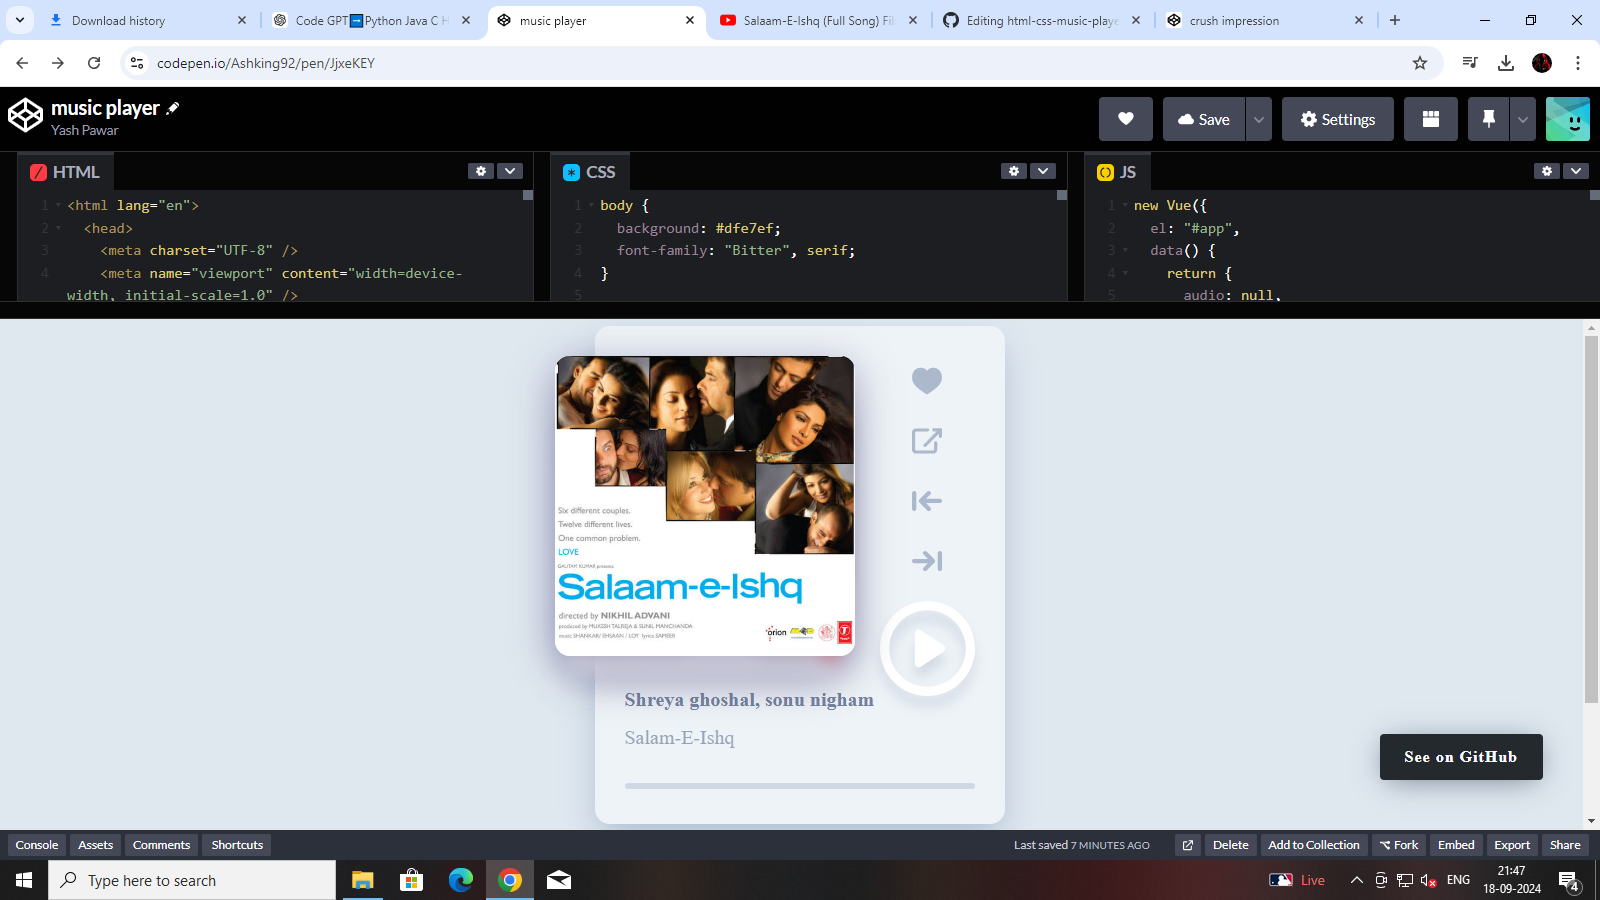 Download history
Code GPT➡Python Java C H
music player
Salaam-E-Ishq (Full Song) Fil
Editing html-css-music-playe
crush impression
codepen.io/Ashking92/pen/JjxeKEY
music player
Yash Pawar
Save
Settings
HTML
1 <html lang="en">
2 <head>
3 <meta charset="UTF-8" />
4 <meta name="viewport" content="width=device-
width, initial-scale=1.0" />
CSS
1 body {
2 background: #dfe7ef;
3 font-family: "Bitter", serif;
4 }
5
JS
1 new Vue({
2 el: "#app",
3 data() {
4 return {
5 audio: null,
Six different couples.
Twelve different lives.
One common problem.
LOVE
GAUTAM KUMAR presents
Salaam-e-Ishq
directed by NIKHIL ADVANI
produced by MUKESH TALREJA & SUNIL MANCHANDA
music SHANKAR/ EHSAAN / LOY lyrics SAMEER
orion
Shreya ghoshal, sonu nigham
Salam-E-Ishq
See on GitHub
Console
Assets
Comments
Shortcuts
Last saved 7 MINUTES AGO
Delete
Add to Collection
Fork
Embed
Export
Share
Type here to search
Live
ENG
21:47
18-09-2024
4